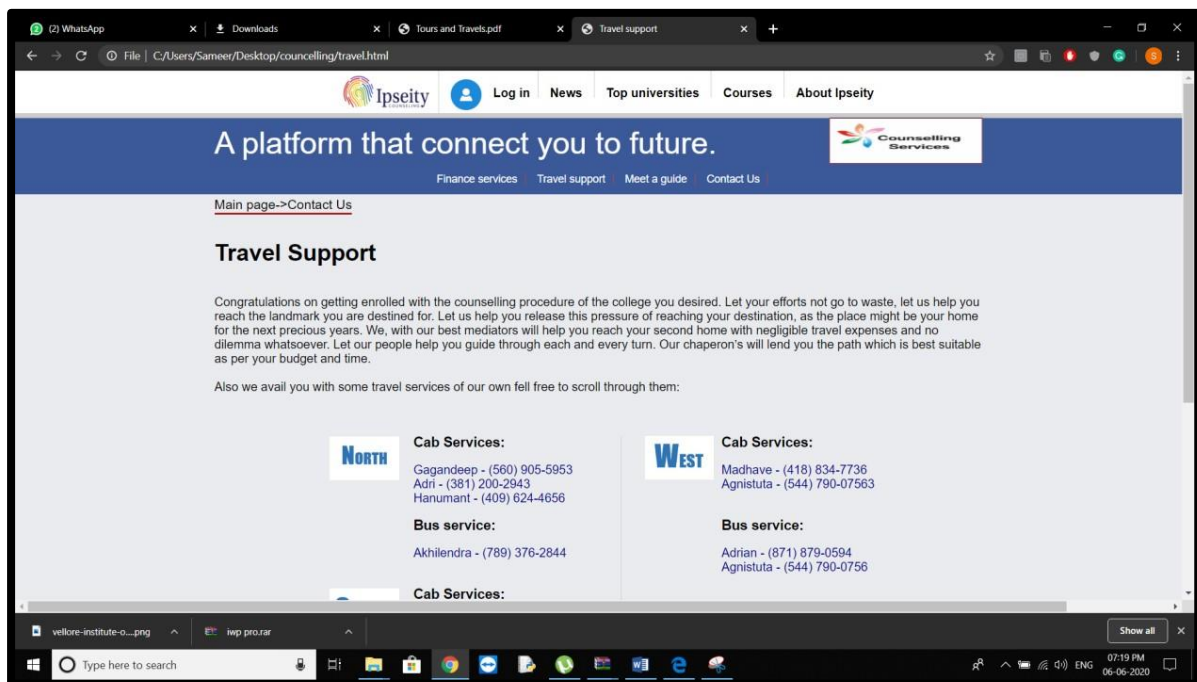 (2) WhatsApp
Downloads
Tours and Travels.pdf
Travel support
File | C:/Users/Sameer/Desktop/councelling/travel.html
Ipseity
Log in
News
Top universities
Courses
About Ipseity
A platform that connect you to future.
Counselling
Services
Finance services
Travel support
Meet a guide
Contact Us
Main page->Contact Us
Travel Support
Congratulations on getting enrolled with the counselling procedure of the college you desired. Let your efforts not go to waste, let us help you
reach the landmark you are destined for. Let us help you release this pressure of reaching your destination, as the place might be your home
for the next precious years. We, with our best mediators will help you reach your second home with negligible travel expenses and no
dilemma whatsoever. Let our people help you guide through each and every turn. Our chaperon's will lend you the path which is best suitable
as per your budget and time.
Also we avail you with some travel services of our own fell free to scroll through them:
NORTH
Cab Services:
Gagandeep - (560) 905-5953
Adri - (381) 200-2943
Hanumant - (409) 624-4656
Bus service:
Akhilendra - (789) 376-2844
Cab Services:
WEST
Cab Services:
Madhave - (418) 834-7736
Agnistuta - (544) 790-07563
Bus service:
Adrian - (871) 879-0594
Agnistuta - (544) 790-0756
vellore-institute-o....png
iwp pro.rar
Show all
Type here to search
ENG
07:19 PM
06-06-2020